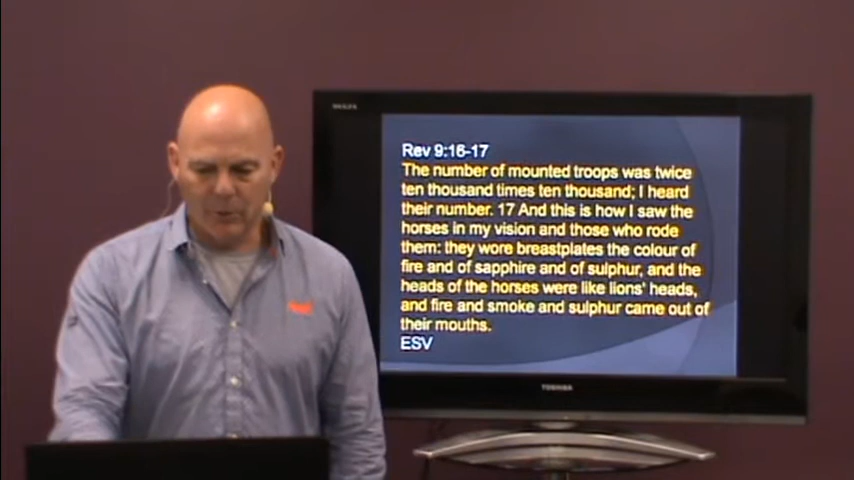 Rev 9:16-17
The number of mounted troops was twice
ten thousand times ten thousand; I heard
their number. 17 And this is how I saw the
horses in my vision and those who rode
them: they wore breastplates the colour of
fire and of sapphire and of sulphur, and the
heads of the horses were like lions' heads,
and fire and smoke and sulphur came out of
their mouths.
ESV
TOSHIBA